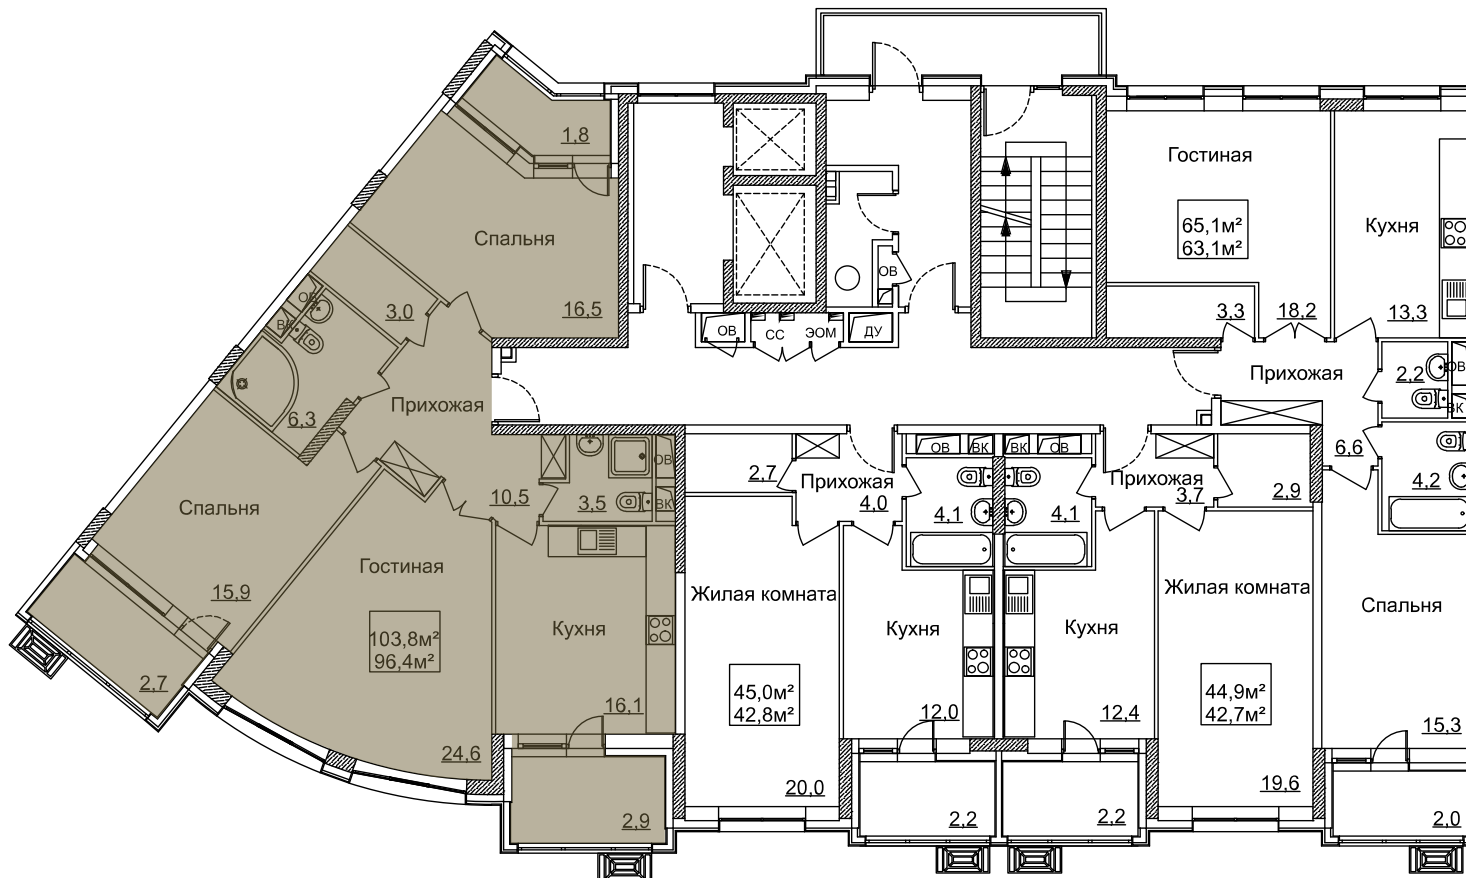 1,8
Гостиная
65,1м²
63,1м²
Кухня
Спальня
ОВ
ОВ
ВК
3,0
16,5
3,3
18,2
13,3
ОВ
СС
ЭОМ
ДУ
Прихожая
2,2
ОВ
ВК
6,3
Прихожая
6,6
4,2
ОВ
ВК
ВК
ОВ
ОВ
ВК
2,7
Прихожая
4,0
Прихожая
3,7
2,9
10,5
3,5
4,1
4,1
Спальня
15,9
Гостиная
103,8м²
96,4м²
Кухня
16,1
Жилая комната
45,0м²
42,8м²
Кухня
12,0
Кухня
12,4
Жилая комната
44,9м²
42,7м²
Спальня
15,3
2,7
24,6
20,0
19,6
2,9
2,2
2,2
2,0